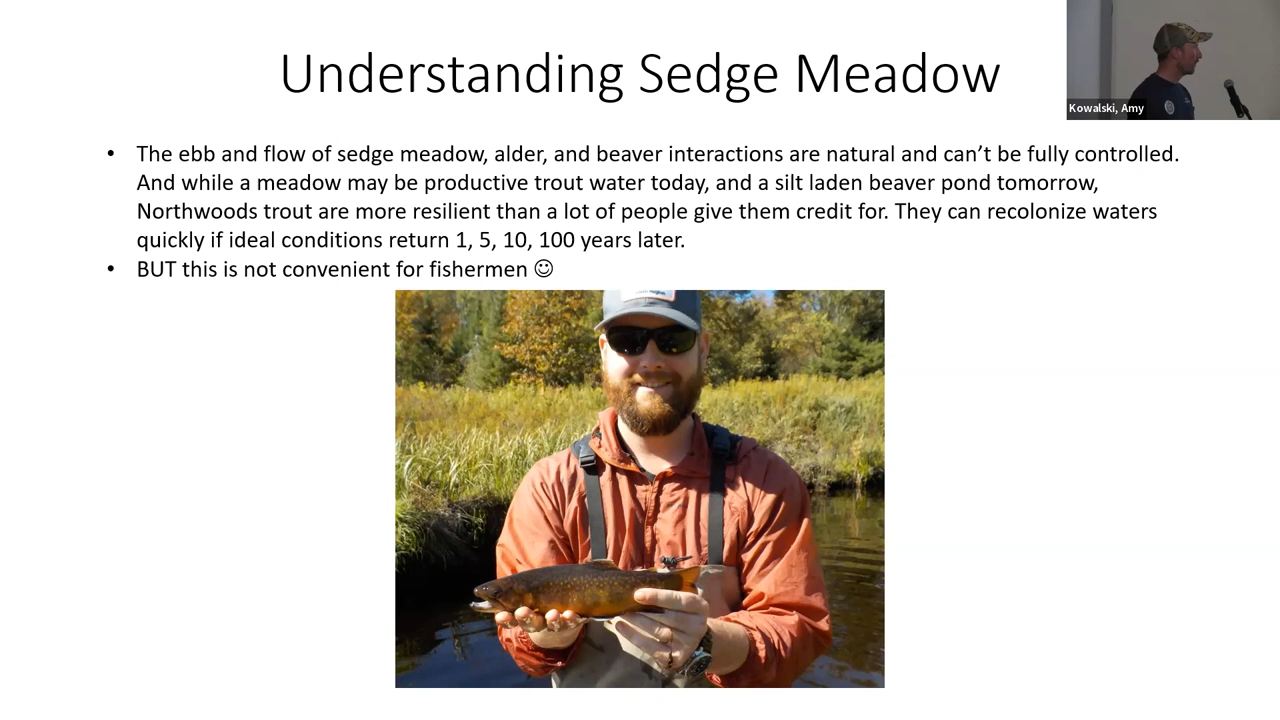 Understanding Sedge Meadow
Kowalski, Amy
• The ebb and flow of sedge meadow, alder, and beaver interactions are natural and can’t be fully controlled.
And while a meadow may be productive trout water today, and a silt laden beaver pond tomorrow,
Northwoods trout are more resilient than a lot of people give them credit for. They can recolonize waters
quickly if ideal conditions return 1, 5, 10, 100 years later.
• BUT this is not convenient for fishermen ☺